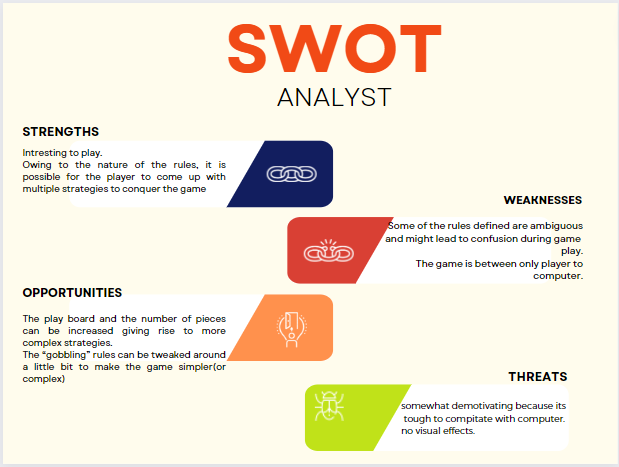 SWOT
ANALYST
STRENGTHS
Intresting to play.
Owing to the nature of the rules, it is
possible for the player to come up with
multiple strategies to conquer the game
WEAKNESSES
Some of the rules defined are ambiguous
and might lead to confusion during game
play.
The game is between only player to
computer.
OPPORTUNITIES
The play board and the number of pieces
can be increased giving rise to more
complex strategies.
The “gobbling” rules can be tweaked around
a little bit to make the game simpler(or
complex)
THREATS
somewhat demotivating because its
tough to compitate with computer.
no visual effects.